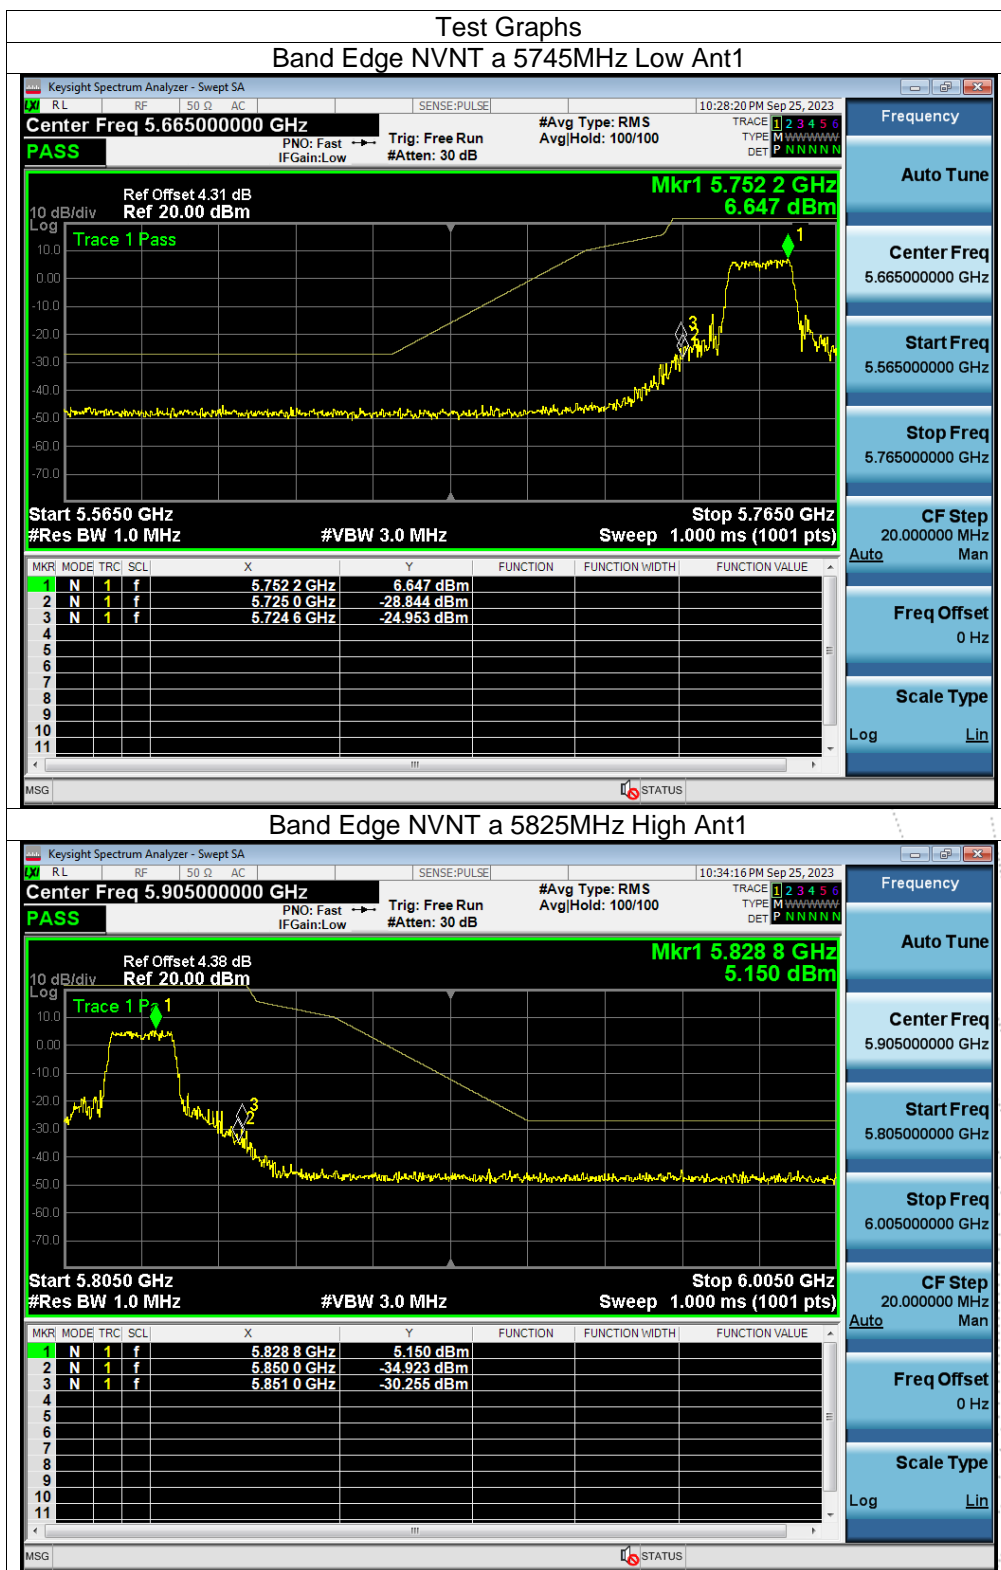 Test Graphs
Band Edge NVNT a 5745MHz Low Ant1
Keysight Spectrum Analyzer - Swept SA
LXI RL RF 50 Ω AC SENSE:PULSE 10:28:20 PM Sep 25, 2023
Center Freq 5.665000000 GHz #Avg Type: RMS TRACE 1 2 3 4 5 6
PASS PNO: Fast Trig: Free Run Avg|Hold: 100/100 TYPE M WWWWW
IFGain:Low #Atten: 30 dB DET P N N N N N
Mkr1 5.752 2 GHz
Ref Offset 4.31 dB
10 dB/div Ref 20.00 dBm 6.647 dBm
Log
Trace 1 Pass
1
10.0
0.00
-10.0
-20.0
3
2
-30.0
-40.0
-50.0
-60.0
-70.0
Start 5.5650 GHz Stop 5.7650 GHz
#Res BW 1.0 MHz #VBW 3.0 MHz Sweep 1.000 ms (1001 pts)
MKR MODE TRC SCL X Y FUNCTION FUNCTION WIDTH FUNCTION VALUE
1 N 1 f 5.752 2 GHz 6.647 dBm
2 N 1 f 5.725 0 GHz -28.844 dBm
3 N 1 f 5.724 6 GHz -24.953 dBm
4
5
6
7
8
9
10
11
MSG STATUS
Frequency
Auto Tune
Center Freq
5.665000000 GHz
Start Freq
5.565000000 GHz
Stop Freq
5.765000000 GHz
CF Step
20.000000 MHz
Auto Man
Freq Offset
0 Hz
Scale Type
Log Lin
Band Edge NVNT a 5825MHz High Ant1
Keysight Spectrum Analyzer - Swept SA
LXI RL RF 50 Ω AC SENSE:PULSE 10:34:16 PM Sep 25, 2023
Center Freq 5.905000000 GHz #Avg Type: RMS TRACE 1 2 3 4 5 6
PASS PNO: Fast Trig: Free Run Avg|Hold: 100/100 TYPE M WWWWW
IFGain:Low #Atten: 30 dB DET P N N N N N
Mkr1 5.828 8 GHz
Ref Offset 4.38 dB
10 dB/div Ref 20.00 dBm 5.150 dBm
Log
Trace 1 Pa 1
10.0
0.00
-10.0
-20.0
3
2
-30.0
-40.0
-50.0
-60.0
-70.0
Start 5.8050 GHz Stop 6.0050 GHz
#Res BW 1.0 MHz #VBW 3.0 MHz Sweep 1.000 ms (1001 pts)
MKR MODE TRC SCL X Y FUNCTION FUNCTION WIDTH FUNCTION VALUE
1 N 1 f 5.828 8 GHz 5.150 dBm
2 N 1 f 5.850 0 GHz -34.923 dBm
3 N 1 f 5.851 0 GHz -30.255 dBm
4
5
6
7
8
9
10
11
MSG STATUS
Frequency
Auto Tune
Center Freq
5.905000000 GHz
Start Freq
5.805000000 GHz
Stop Freq
6.005000000 GHz
CF Step
20.000000 MHz
Auto Man
Freq Offset
0 Hz
Scale Type
Log Lin